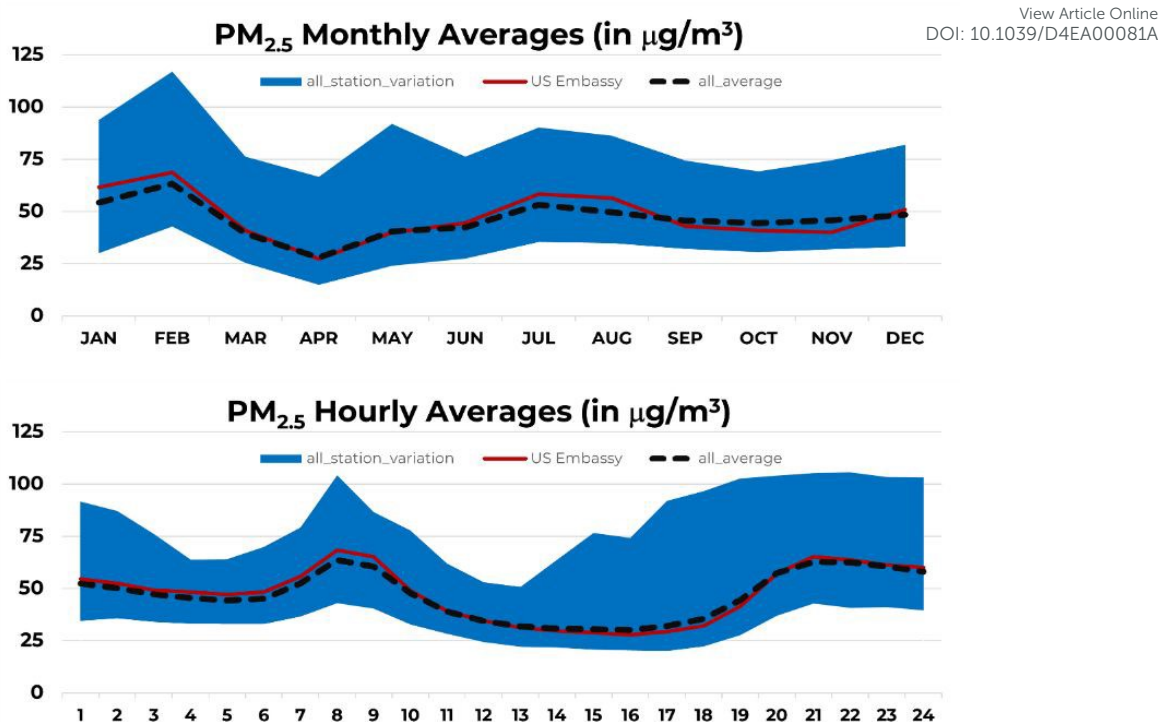 View Article Online
DOI: 10.1039/D4EA00081A
PM2.5 Monthly Averages (in μg/m³)
125
all_station_variation US Embassy all_average
100
75
50
25
0
JAN FEB MAR APR MAY JUN JUL AUG SEP OCT NOV DEC
PM2.5 Hourly Averages (in μg/m³)
125
all_station_variation US Embassy all_average
100
75
50
25
0
1 2 3 4 5 6 7 8 9 10 11 12 13 14 15 16 17 18 19 20 21 22 23 24